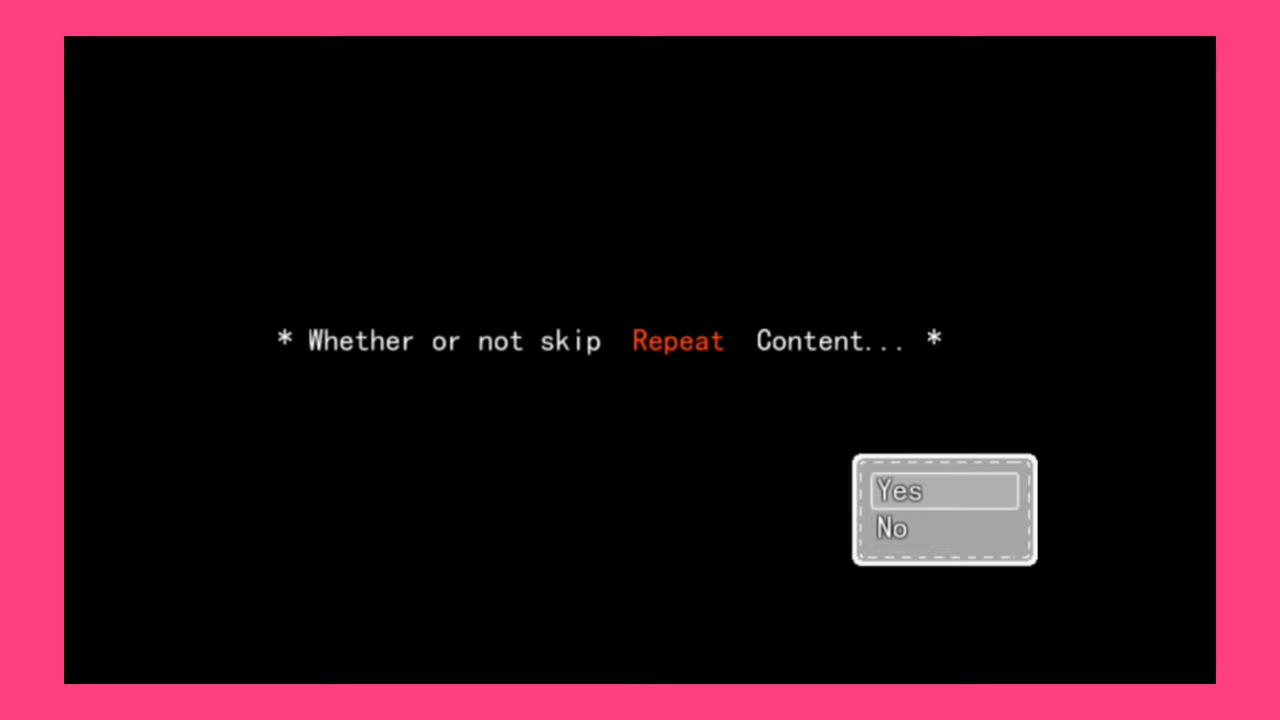 * Whether or not skip Repeat Content... *
Yes
No